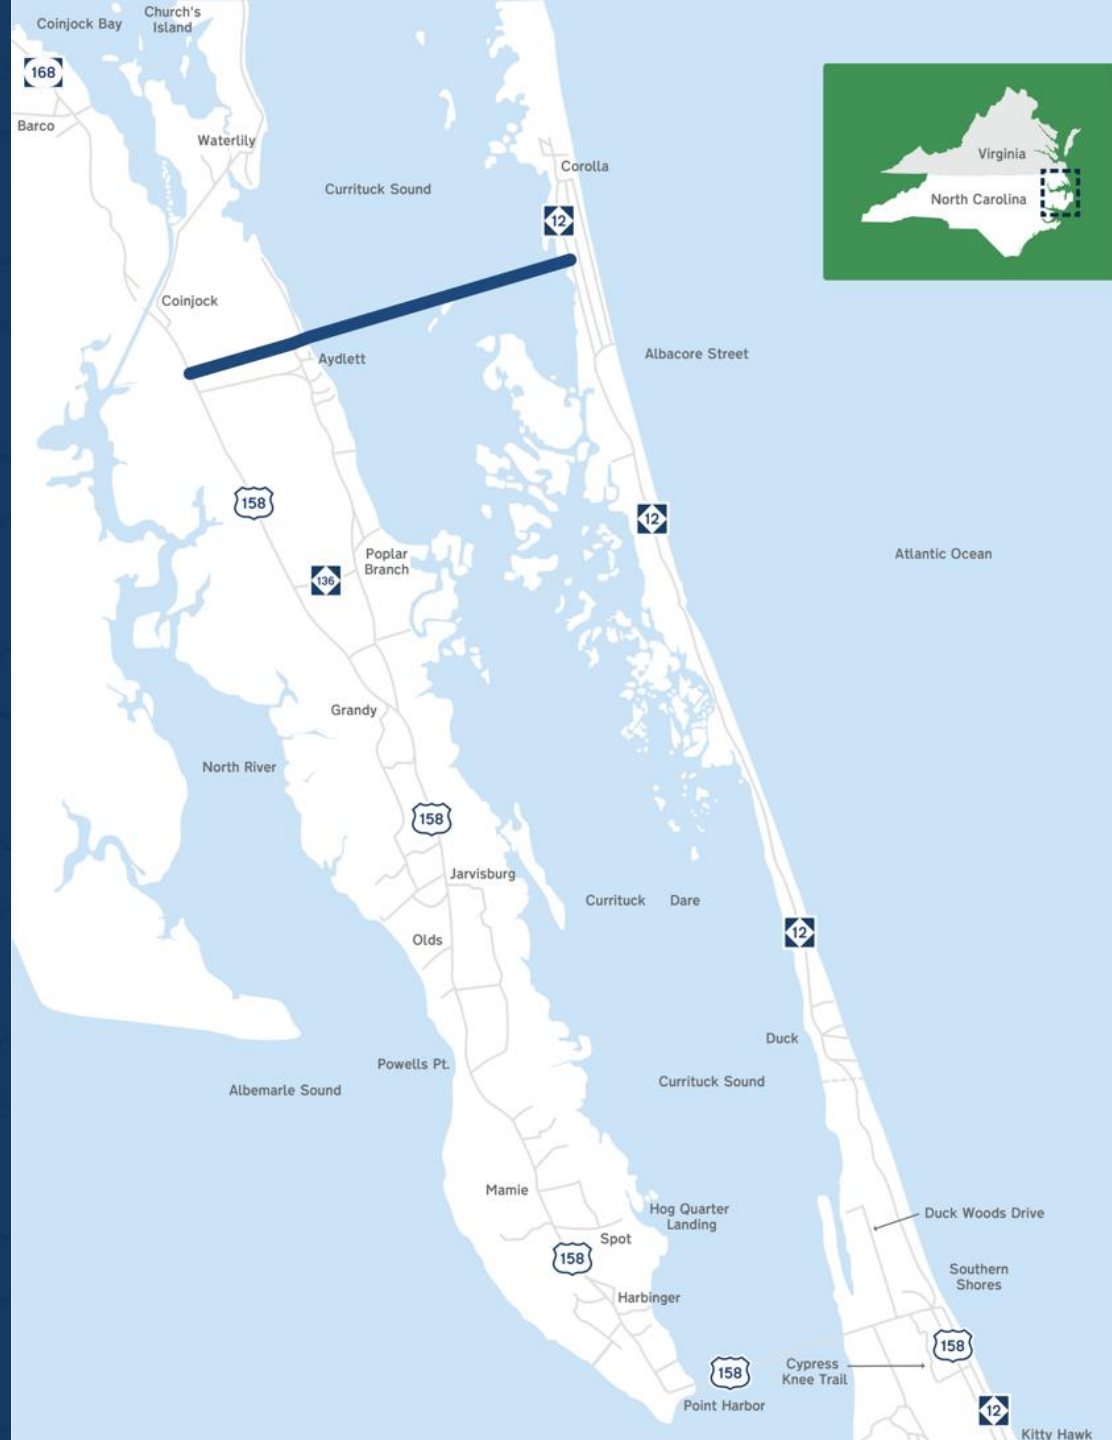 Coinjock Bay
Church's
Island
168
Barco
Waterlily
Currituck Sound
Corolla
Virginia
North Carolina
12
Coinjock
Albacore Street
Aydlett
158
12
Atlantic Ocean
Poplar
Branch
136
Grandy
North River
158
Jarvisburg
Currituck
Dare
12
Olds
Duck
Powells Pt.
Currituck Sound
Albemarle Sound
Mamie
Hog Quarter
Landing
Duck Woods Drive
Spot
158
Southern
Shores
Harbinger
158
Cypress
Knee Trail
158
Point Harbor
12
Kitty Hawk